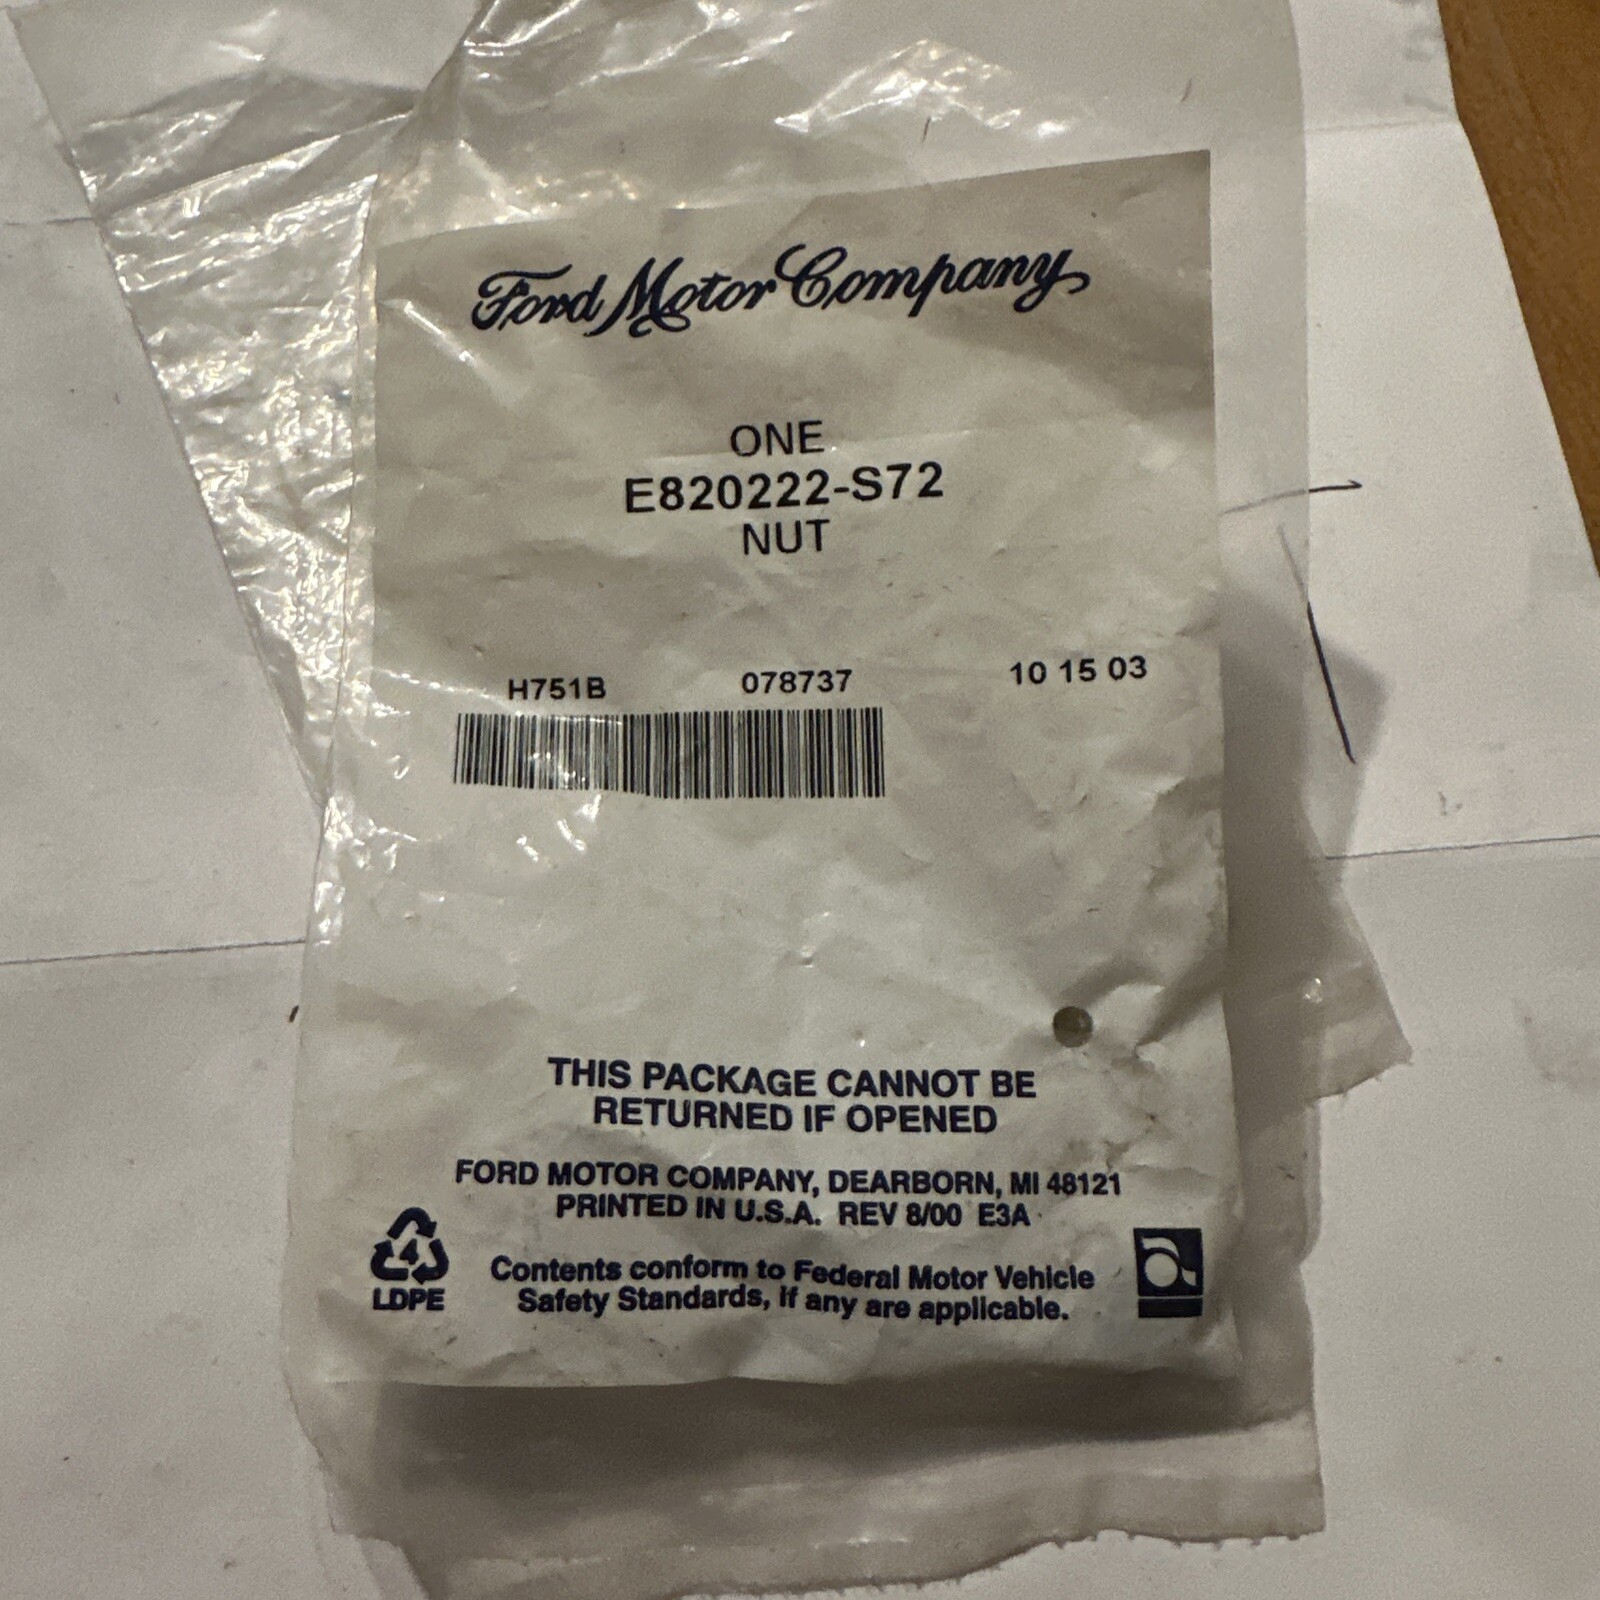 Ford Motor Company
ONE
E820222-S72
NUT
H751B 078737 10 15 03
THIS PACKAGE CANNOT BE
RETURNED IF OPENED
FORD MOTOR COMPANY, DEARBORN, MI 48121
PRINTED IN U.S.A. REV 8/00 E3A
4
LDPE
Contents conform to Federal Motor Vehicle
Safety Standards, if any are applicable.